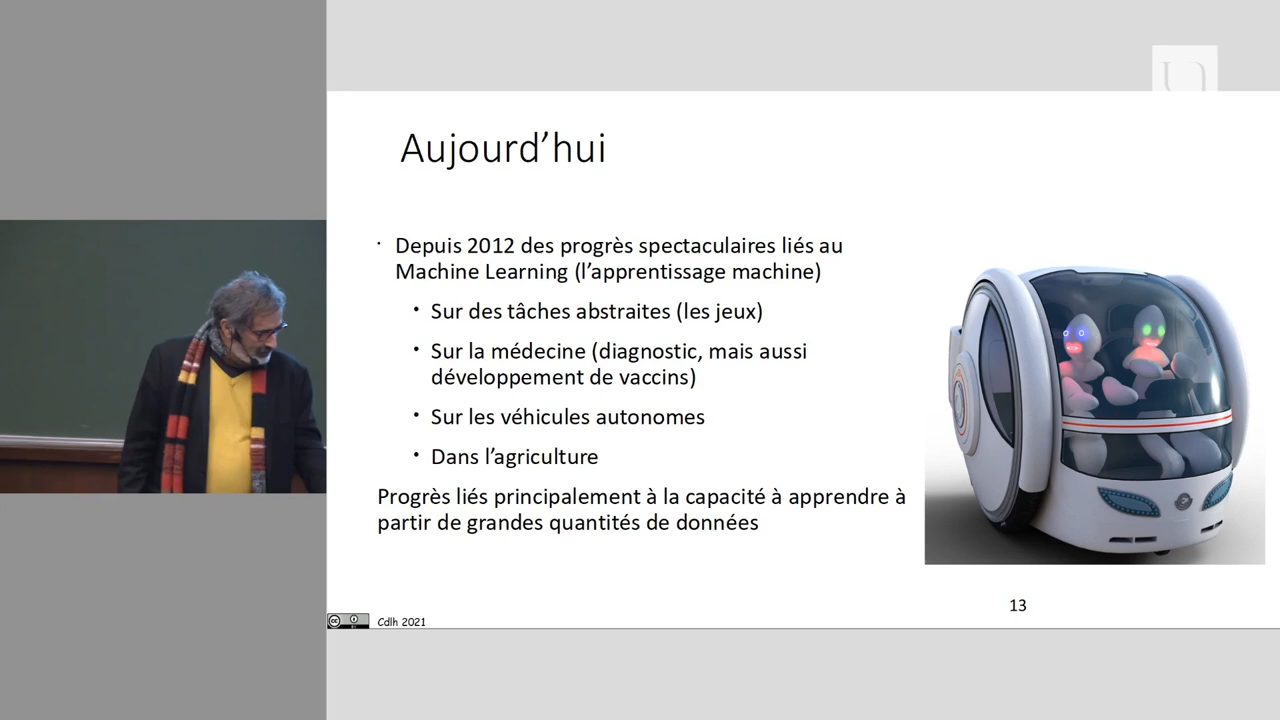 Aujourd’hui
• Depuis 2012 des progrès spectaculaires liés au
Machine Learning (l’apprentissage machine)
• Sur des tâches abstraites (les jeux)
• Sur la médecine (diagnostic, mais aussi
développement de vaccins)
• Sur les véhicules autonomes
• Dans l’agriculture
Progrès liés principalement à la capacité à apprendre à
partir de grandes quantités de données
13
cc
Cdlh 2021